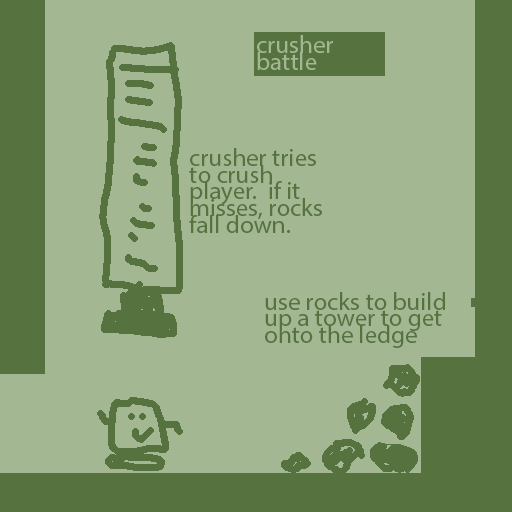 crusher
battle
crusher tries
to crush
player.  if it
misses, rocks
fall down.
use rocks to build
up a tower to get
onto the ledge